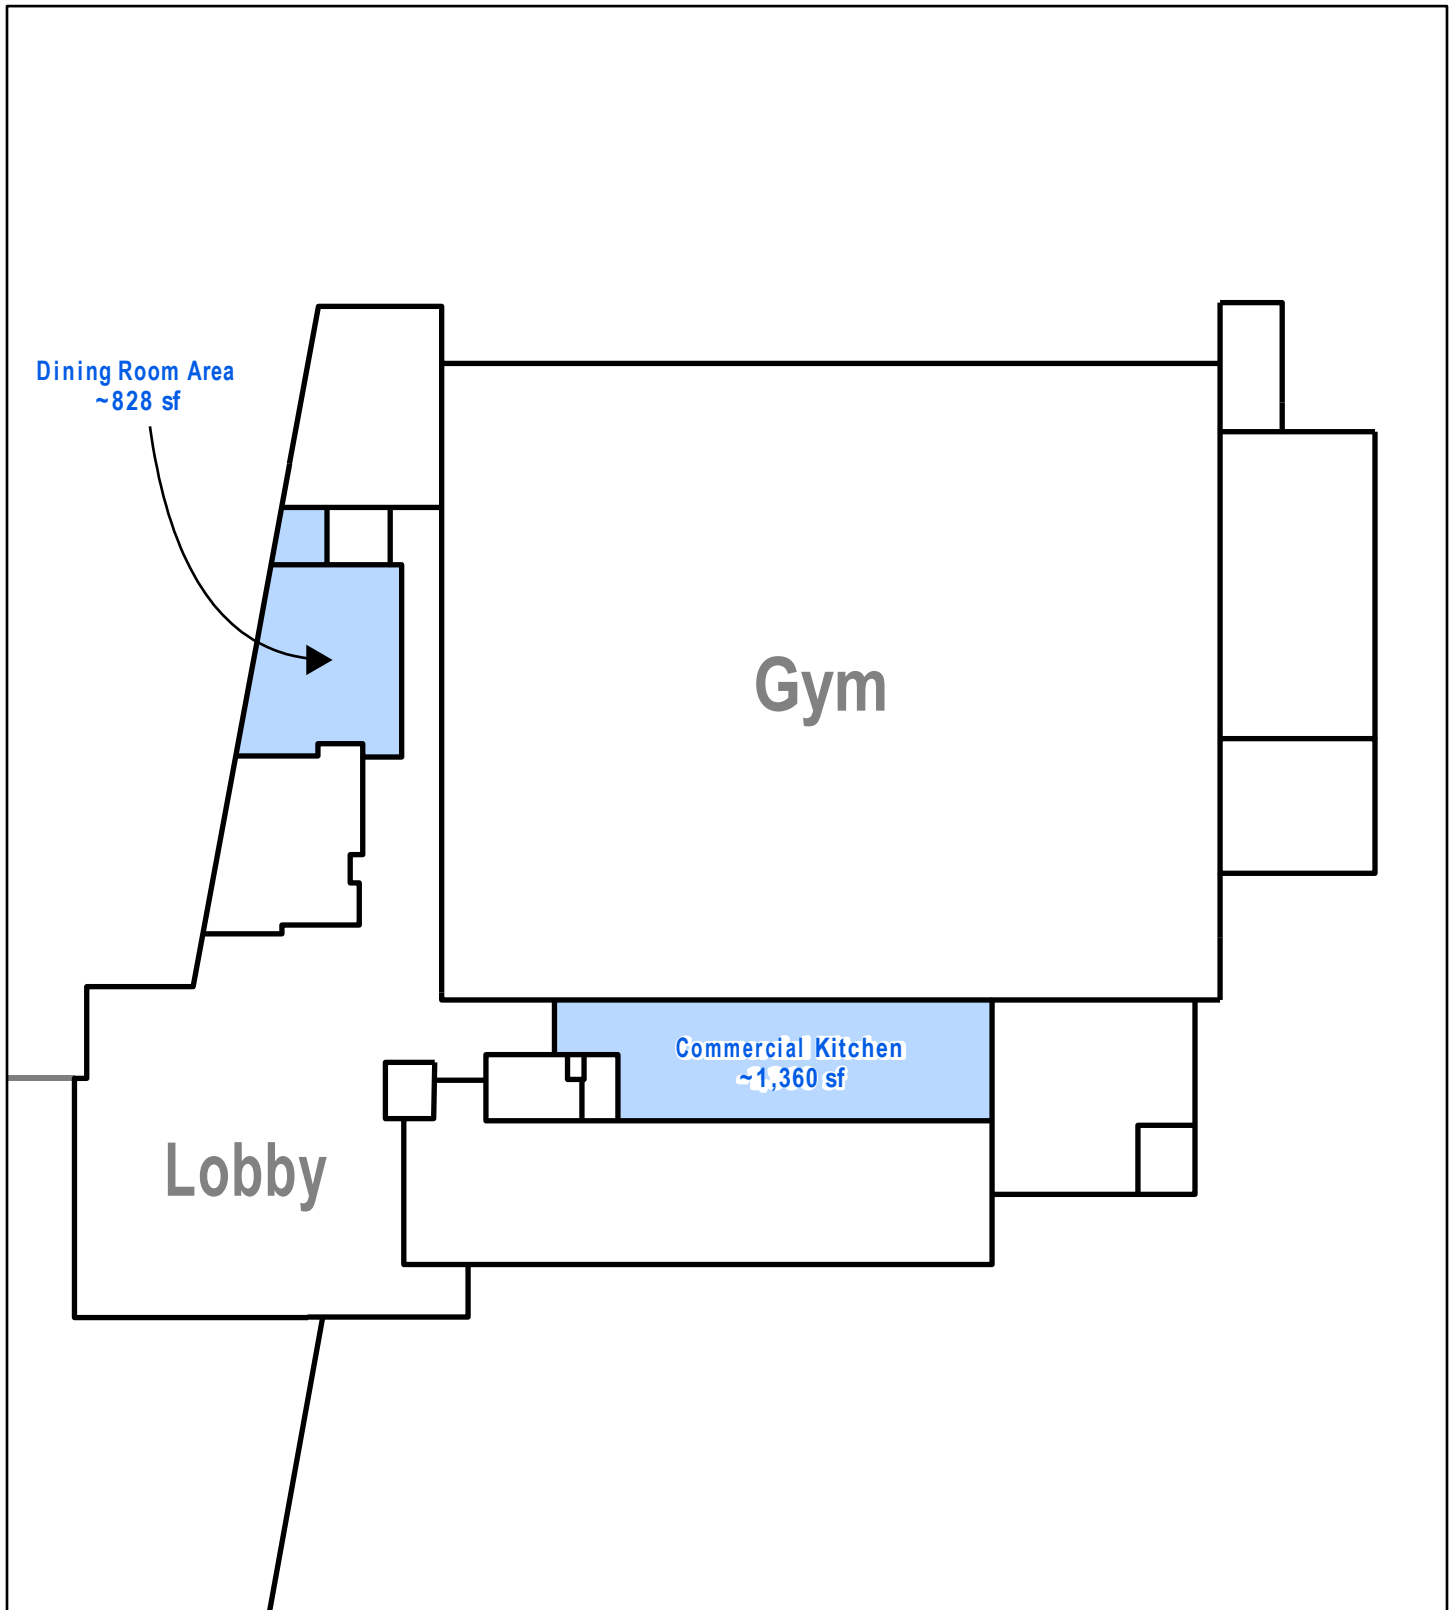 Dining Room Area
~828 sf
Gym
Commercial Kitchen
~1,360 sf
Lobby